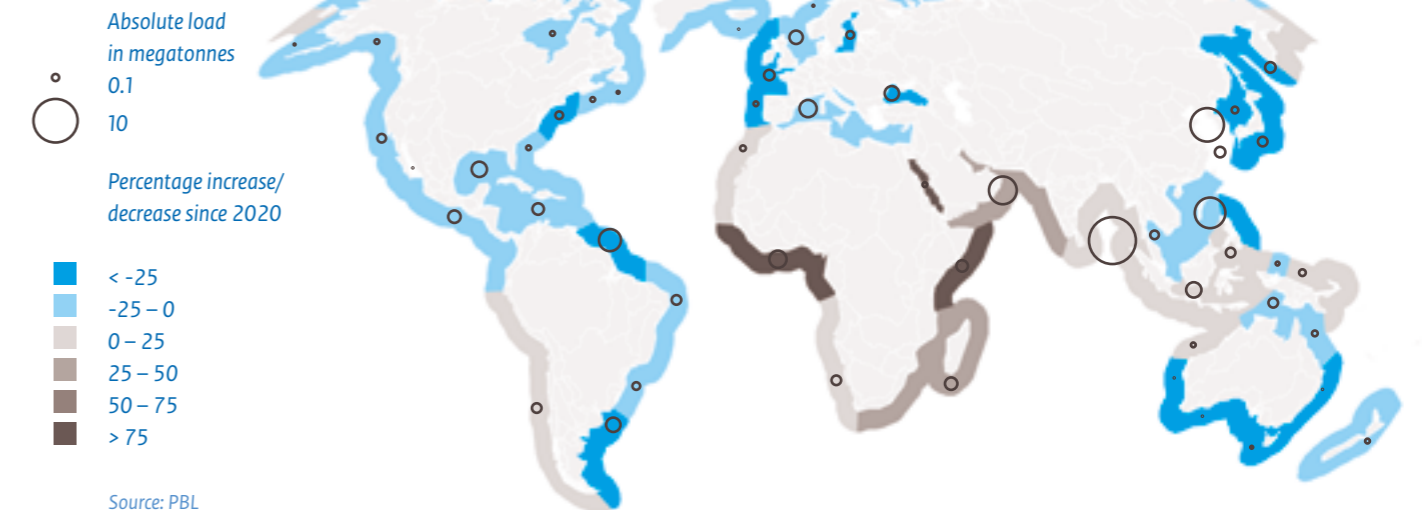 Absolute load
in megatonnes
0.1
10
Percentage increase/
decrease since 2020
< -25
-25 – 0
0 – 25
25 – 50
50 – 75
> 75
Source: PBL